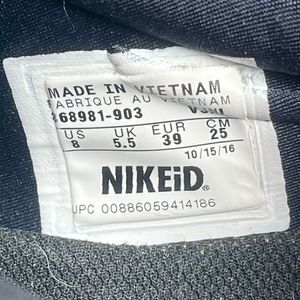 MADE IN VIETNAM
FABRIQUE AU VIETNAM
68981-903
US UK EUR CM
8 5.5 39 25
10/15/16
NIKEiD®
UPC 00886059414186